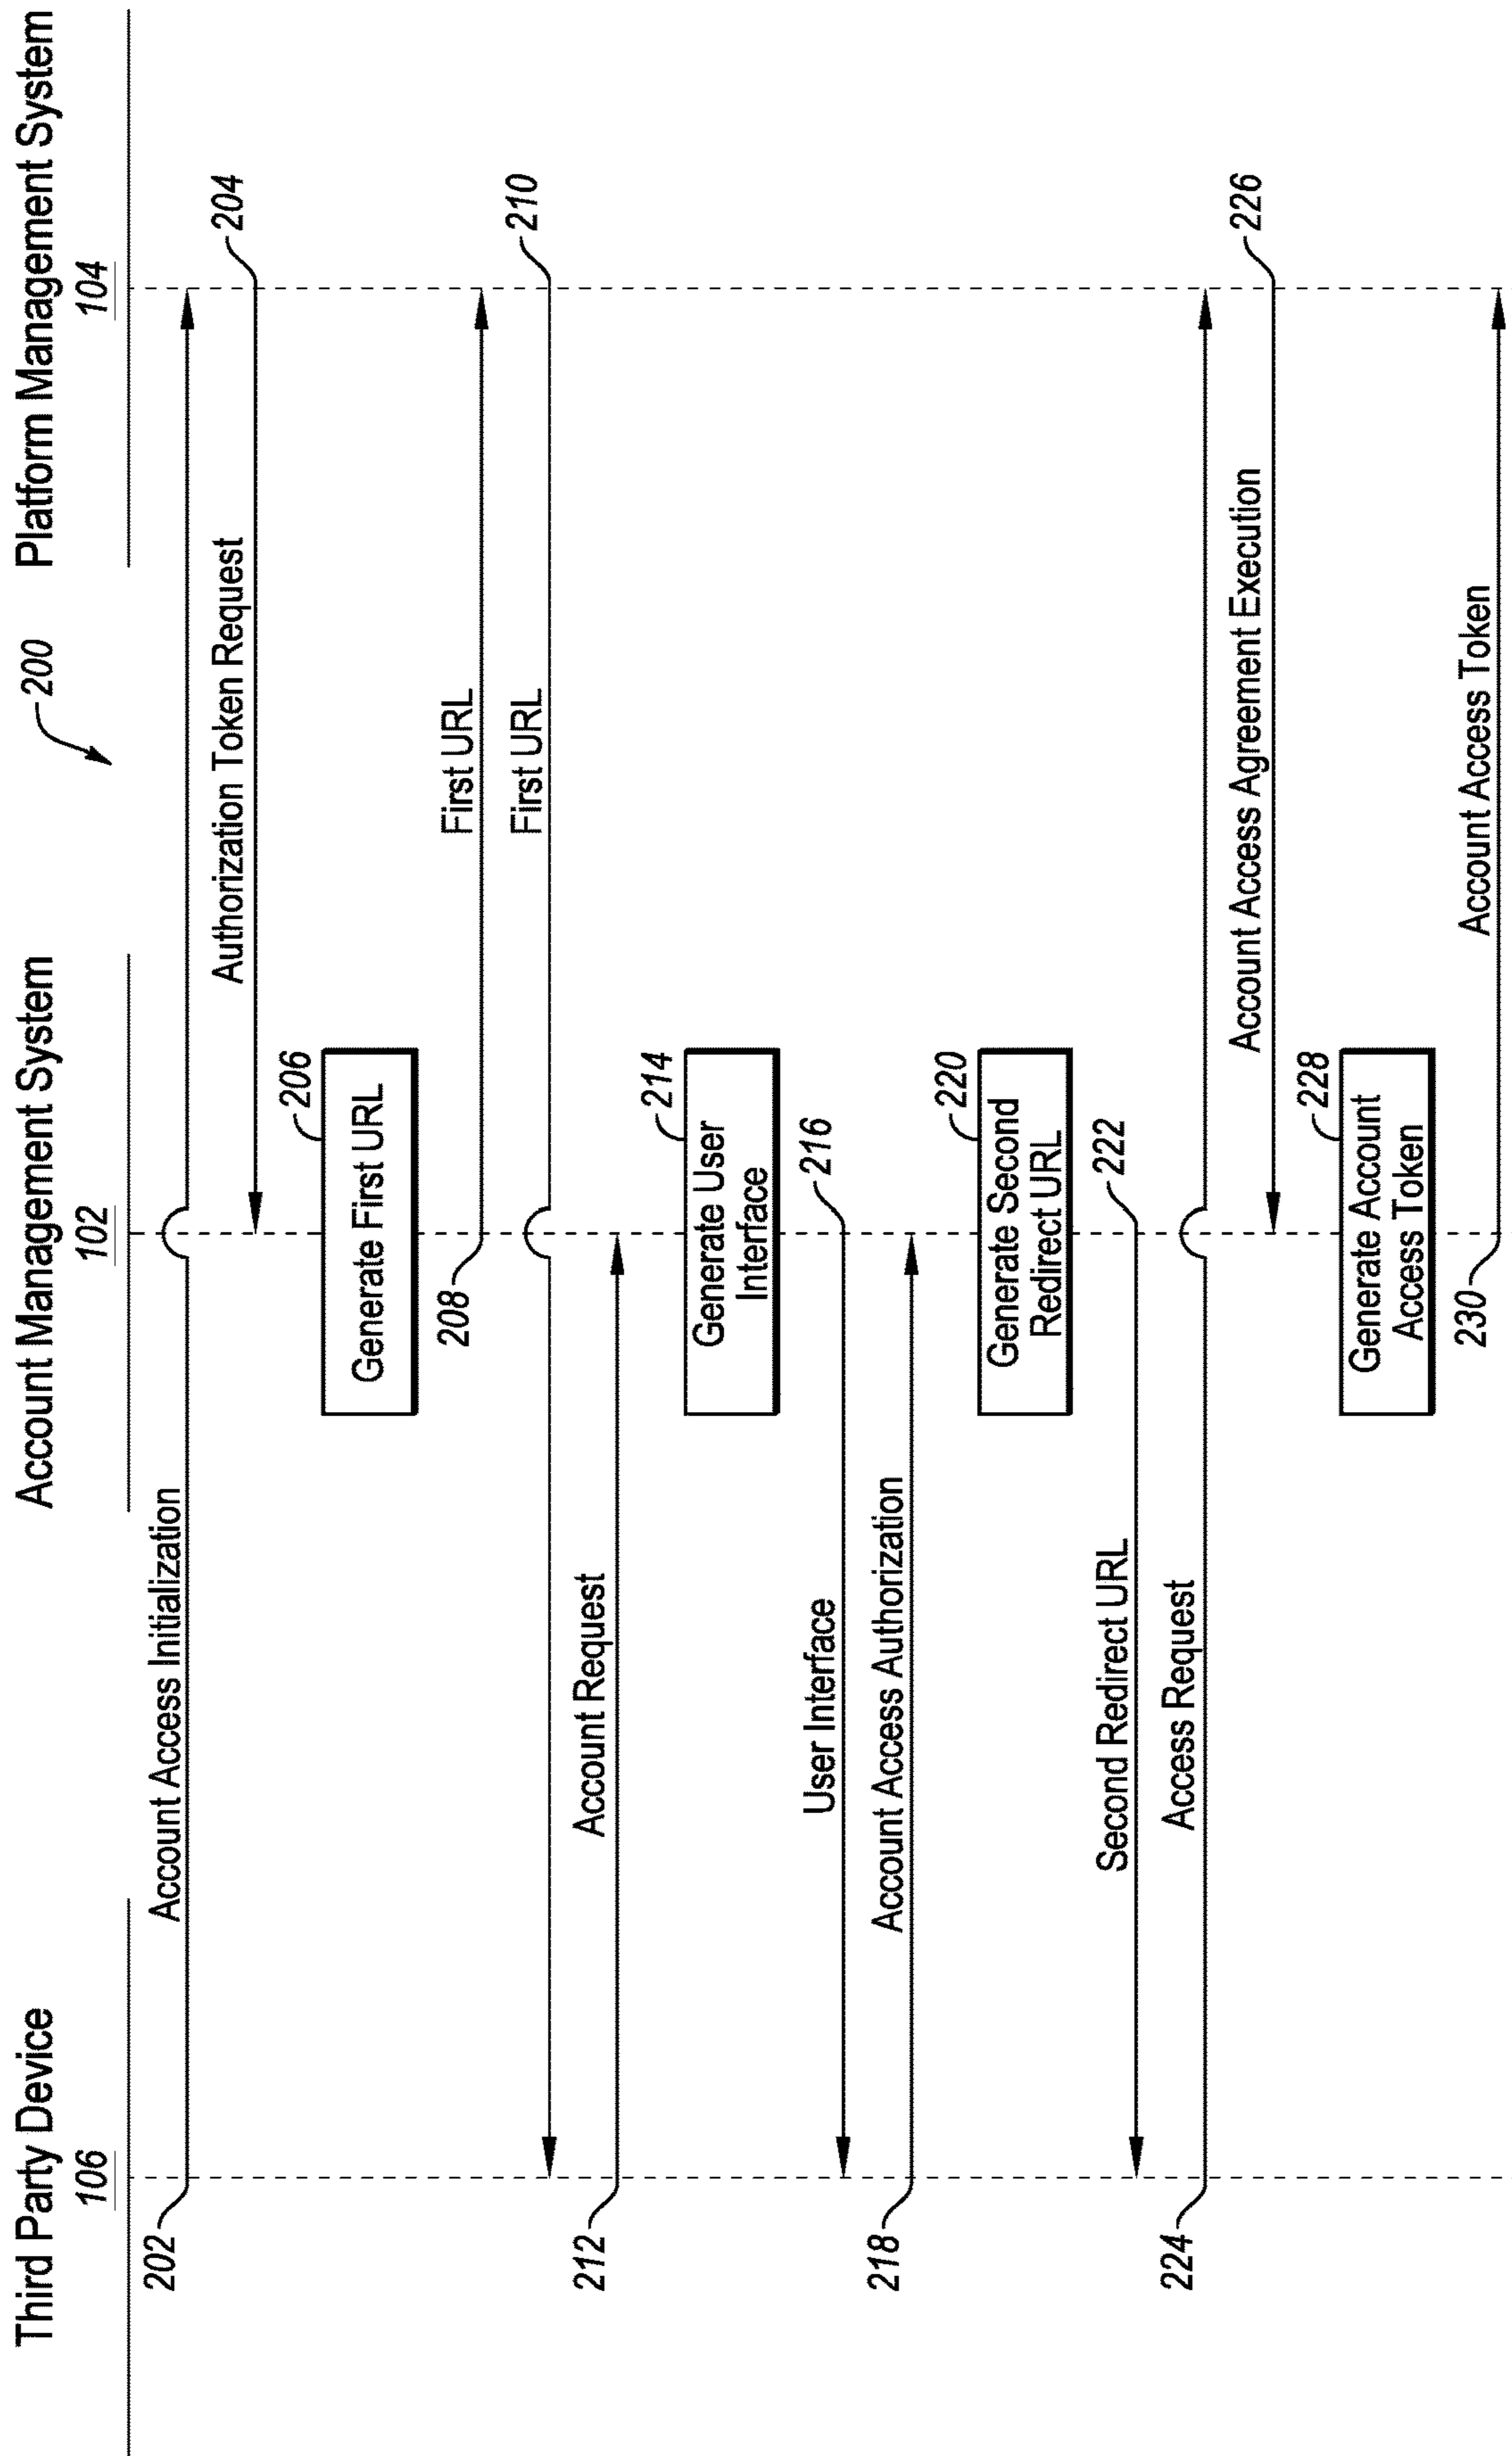 200
Third Party Device
Account Management System
Platform Management System
106
102
104
202
Account Access Initialization
Authorization Token Request
204
206
Generate First URL
208
First URL
First URL
210
212
Account Request
214
Generate User
Interface
User Interface
216
218
Account Access Authorization
220
Generate Second
Redirect URL
Second Redirect URL
222
224
Access Request
Account Access Agreement Execution
226
228
Generate Account
Access Token
230
Account Access Token